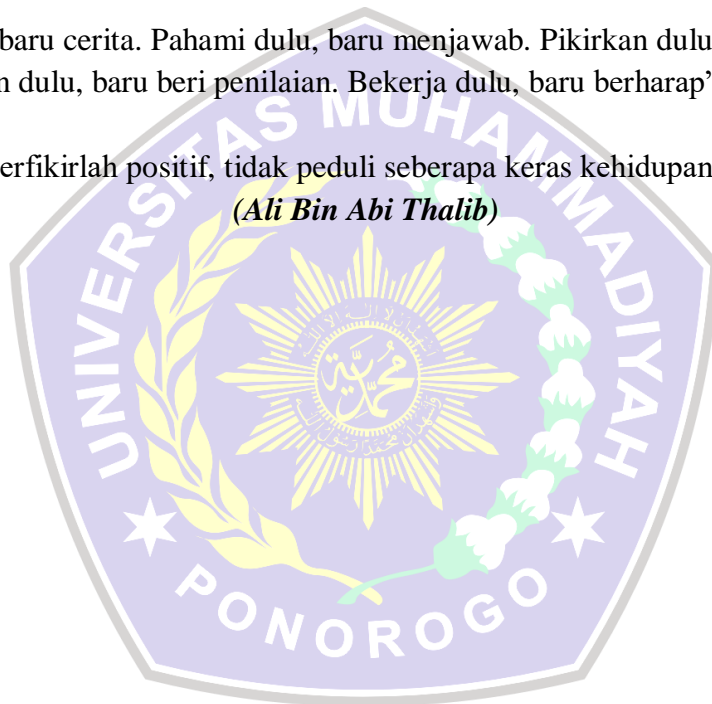 baru cerita. Pahami dulu, baru menjawab. Pikirkan dulu
dulu, baru beri penilaian. Bekerja dulu, baru berharap”
erfikirlah positif, tidak peduli seberapa keras kehidupan
(Ali Bin Abi Thalib)
UNIVERSITAS MUHAMMADIYAH
محمدية
PONOROGO